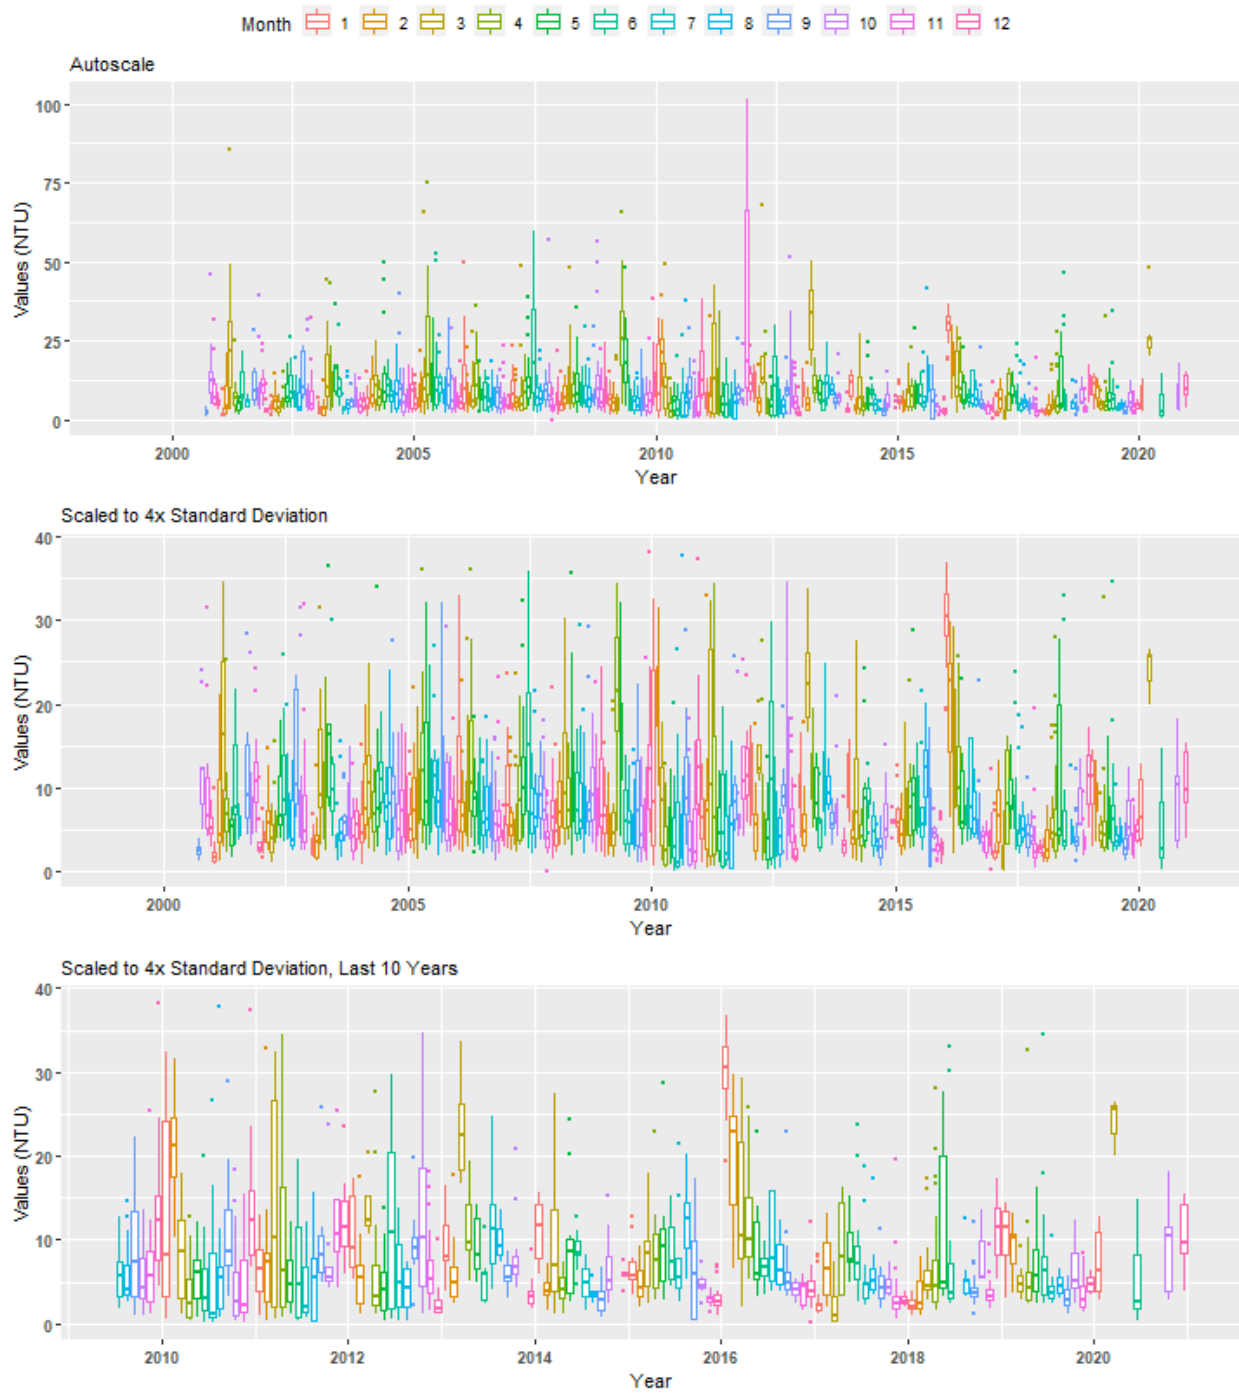 Month 1 2 3 4 5 6 7 8 9 10 11 12
Autoscale
100
75
50
25
0
Values (NTU)
2000 2005 2010 2015 2020
Year
Scaled to 4x Standard Deviation
40
30
20
10
0
Values (NTU)
2000 2005 2010 2015 2020
Year
Scaled to 4x Standard Deviation, Last 10 Years
40
30
20
10
0
Values (NTU)
2010 2012 2014 2016 2018 2020
Year